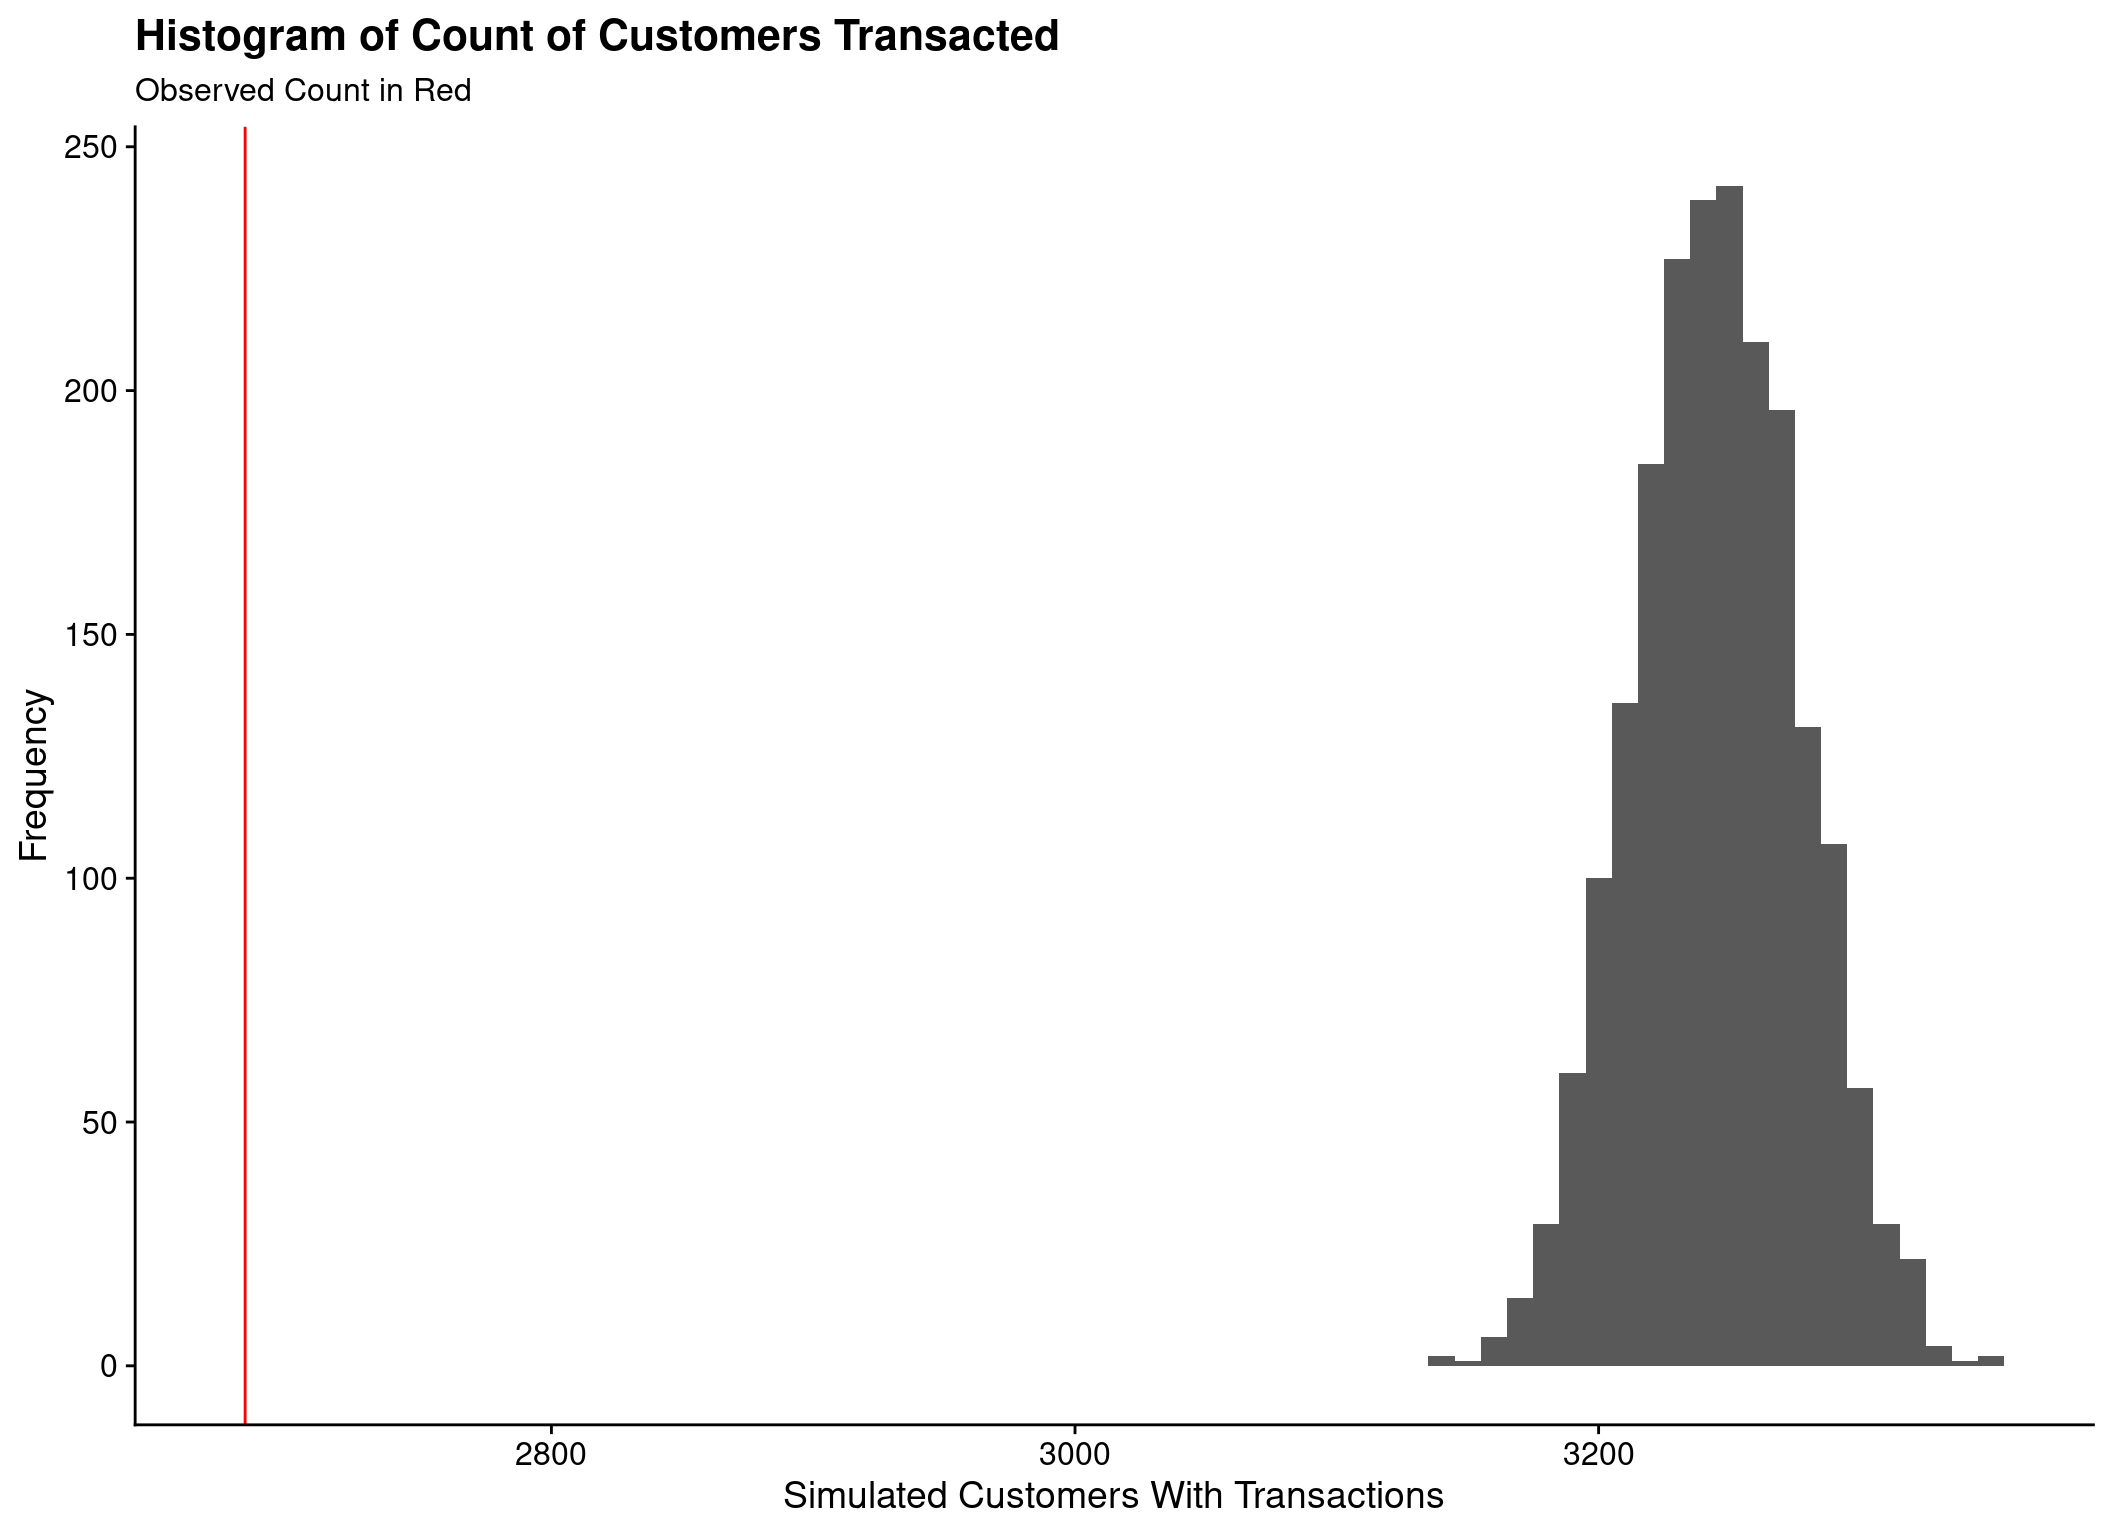 Histogram of Count of Customers Transacted
Observed Count in Red
250
200
150
100
50
0
Frequency
2800 3000 3200
Simulated Customers With Transactions